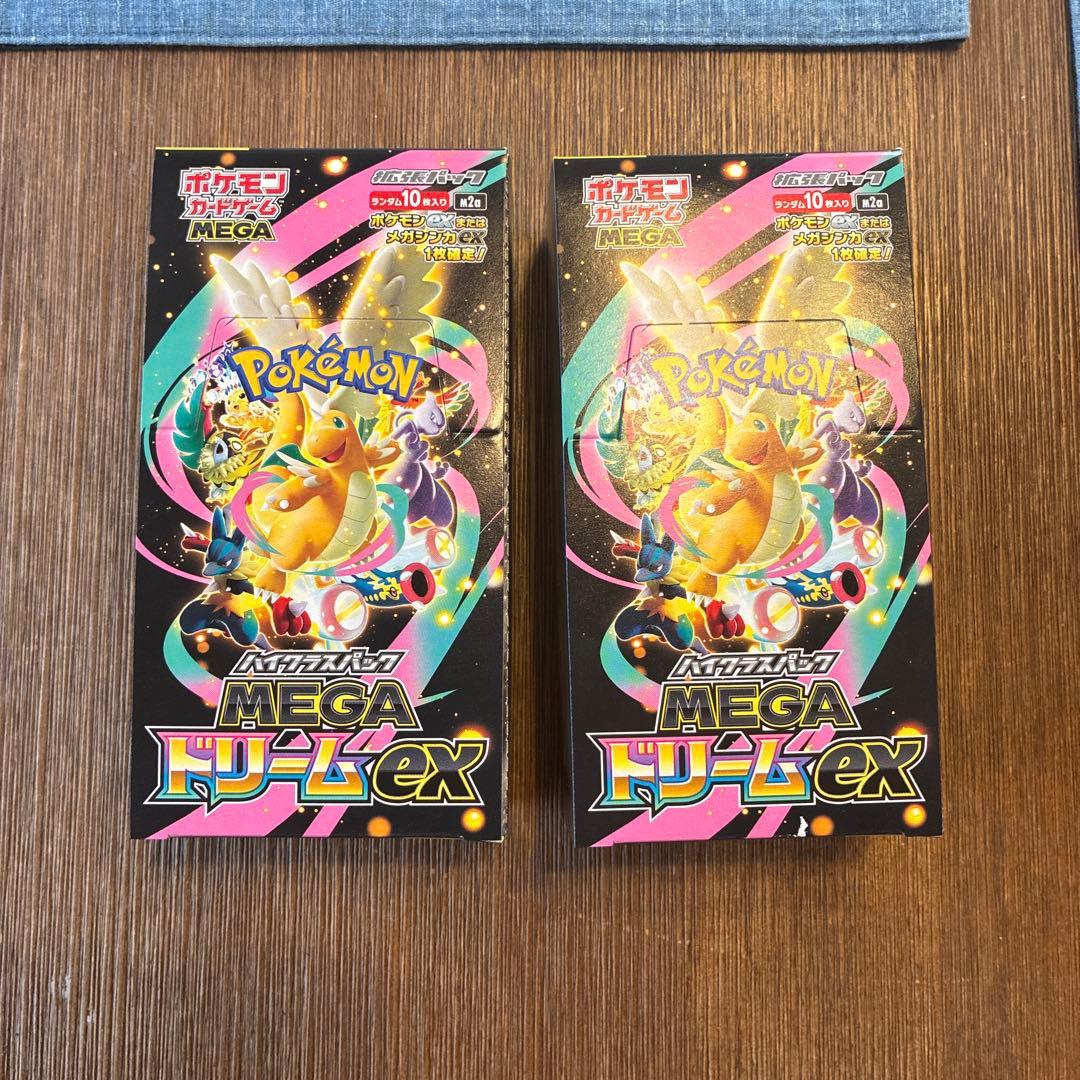 ポケモン
カードゲーム
MEGA
拡張パック
ランダム10枚入り M2a
ポケモンexまたは
メガシンカex
1枚確定!
POKéMON
TM
ハイクラスパック
MEGA
ドリームex
ポケモン
カードゲーム
MEGA
拡張パック
ランダム10枚入り M2a
ポケモンexまたは
メガシンカex
1枚確定!
POKéMON
TM
ハイクラスパック
MEGA
ドリームex